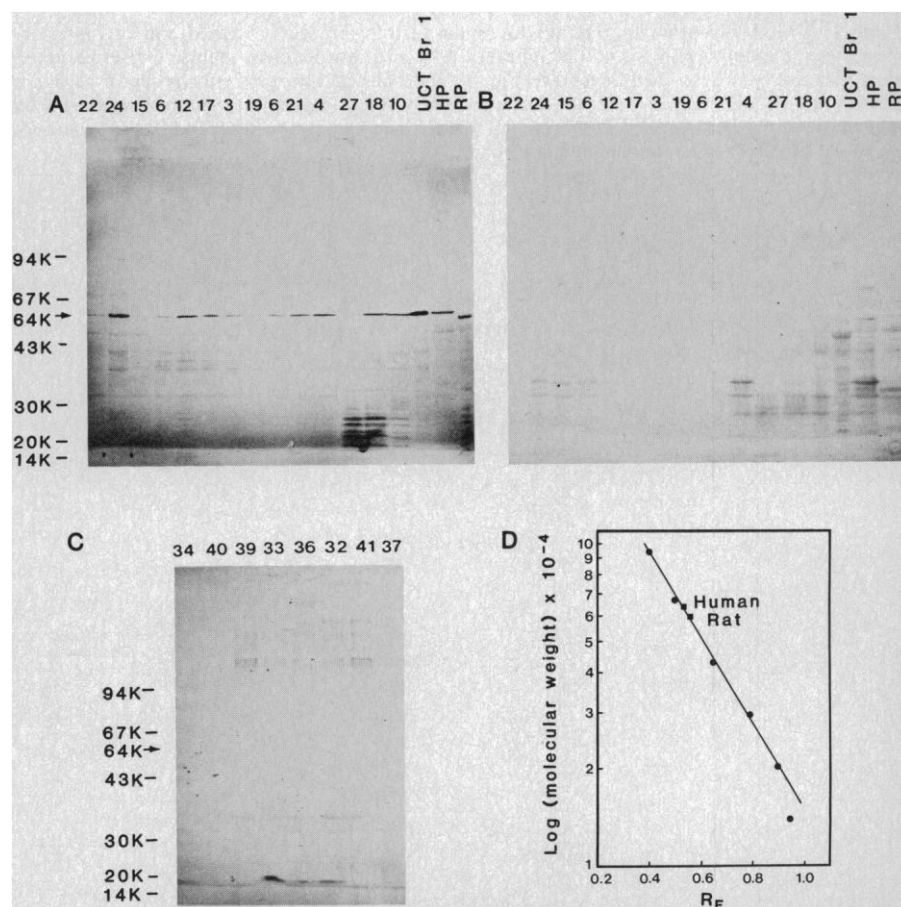 A 22 24 15 6 12 17 3 19 6 21 4 27 18 10 UCT Br 1 HP RP
94K
67K
64K
43K
30K
20K
14K
B 22 24 15 6 12 17 3 19 6 21 4 27 18 10 UCT Br 1 HP RP
C
34 40 39 33 36 32 41 37
94K
67K
64K
43K
30K
20K
14K
D
Log (molecular weight) x 10-4
10
9
8
7
6
5
4
3
2
1
Human
Rat
0.2 0.4 0.6 0.8 1.0
RF